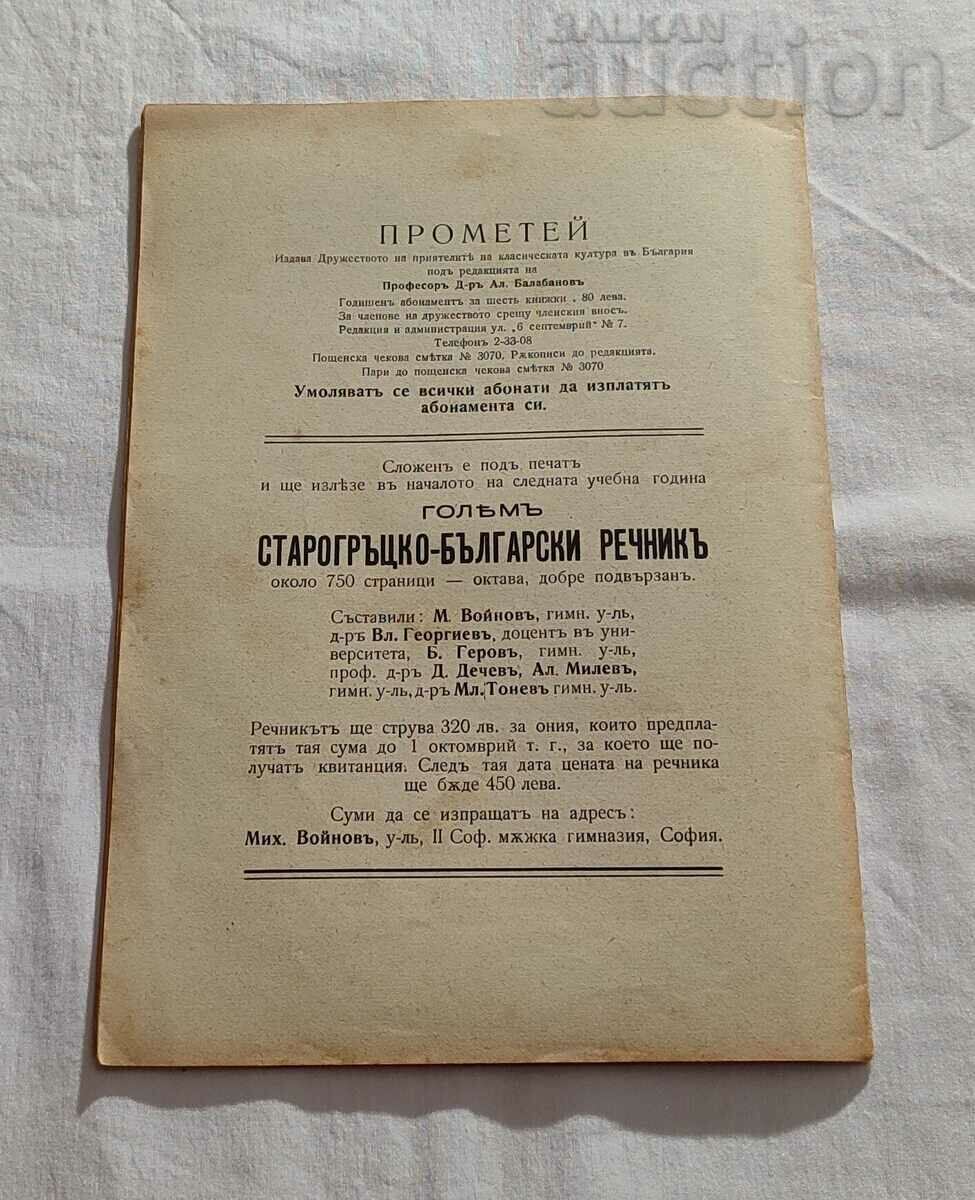 BALKAN
auction
ПРОМЕТЕЙ
Издава Дружеството на приятелитѣ на класическата култура въ България
подъ редакцията на
Професоръ Д-ръ Ал. Балабановъ
Годишенъ абонаментъ за шесть книжки . 80 лева.
За членове на дружеството срещу членския вносъ.
Редакция и администрация ул. „6 септемврий“ № 7.
Телефонъ 2-33-08
Пощенска чекова смѣтка № 3070. Рѫкописи до редакцията.
Пари до пощенска чекова смѣтка № 3070
Умоляватъ се всички абонати да изплатятъ
абонамента си.
Сложенъ е подъ печатъ
и ще излѣзе въ началото на следната учебна година
ГОЛѢМЪ
СТАРОГРЪЦКО-БЪЛГАРСКИ РЕЧНИКЪ
около 750 страници — октава, добре подвързанъ.
Съставили: М. Войновъ, гимн. у-ль,
д-ръ Вл. Георгиевъ, доцентъ въ уни-
верситета, Б. Геровъ, гимн. у-ль,
проф. д-ръ Д. Дечевъ, Ал. Милевъ,
гимн. у-ль, д-ръ Мл. Тоневъ гимн. у-ль.
Речникътъ ще струва 320 лв. за ония, които предпла-
тятъ тая сума до 1 октомврий т. г., за което ще по-
лучатъ квитанция. Следъ тая дата цената на речника
ще бѫде 450 лева.
Суми да се изпращатъ на адресъ:
Мих. Войновъ, у-ль, II Соф. мѫжка гимназия, София.